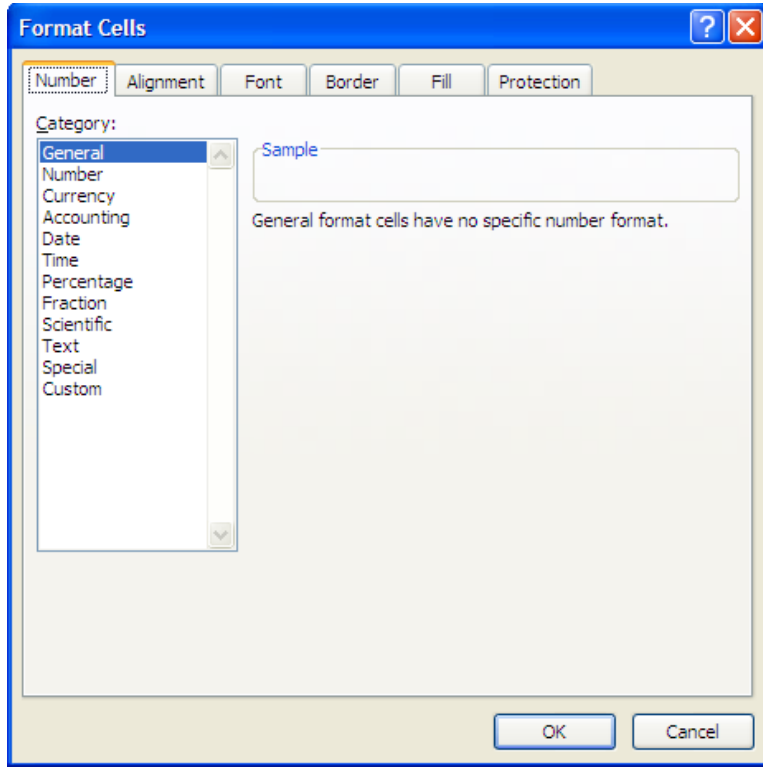 Format Cells
Number Alignment Font Border Fill Protection
Category:
General
Number
Currency
Accounting
Date
Time
Percentage
Fraction
Scientific
Text
Special
Custom
Sample
General format cells have no specific number format.
OK Cancel